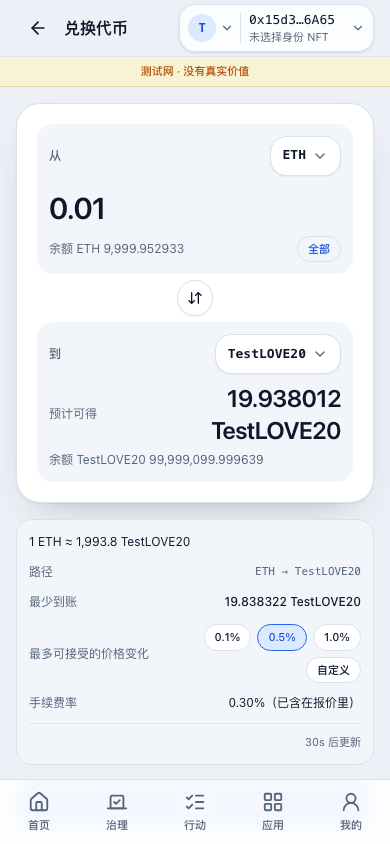 兑换代币
T
0x15d3…6A65
未选择身份 NFT
测试网 · 没有真实价值
从
ETH
0.01
余额 ETH 9,999.952933
全部
到
TestLOVE20
预计可得
19.938012
TestLOVE20
余额 TestLOVE20 99,999,099.999639
1 ETH ≈ 1,993.8 TestLOVE20
路径
ETH → TestLOVE20
最少到账
19.838322 TestLOVE20
最多可接受的价格变化
0.1%
0.5%
1.0%
自定义
手续费率
0.30%（已含在报价里）
30s 后更新
首页
治理
行动
应用
我的